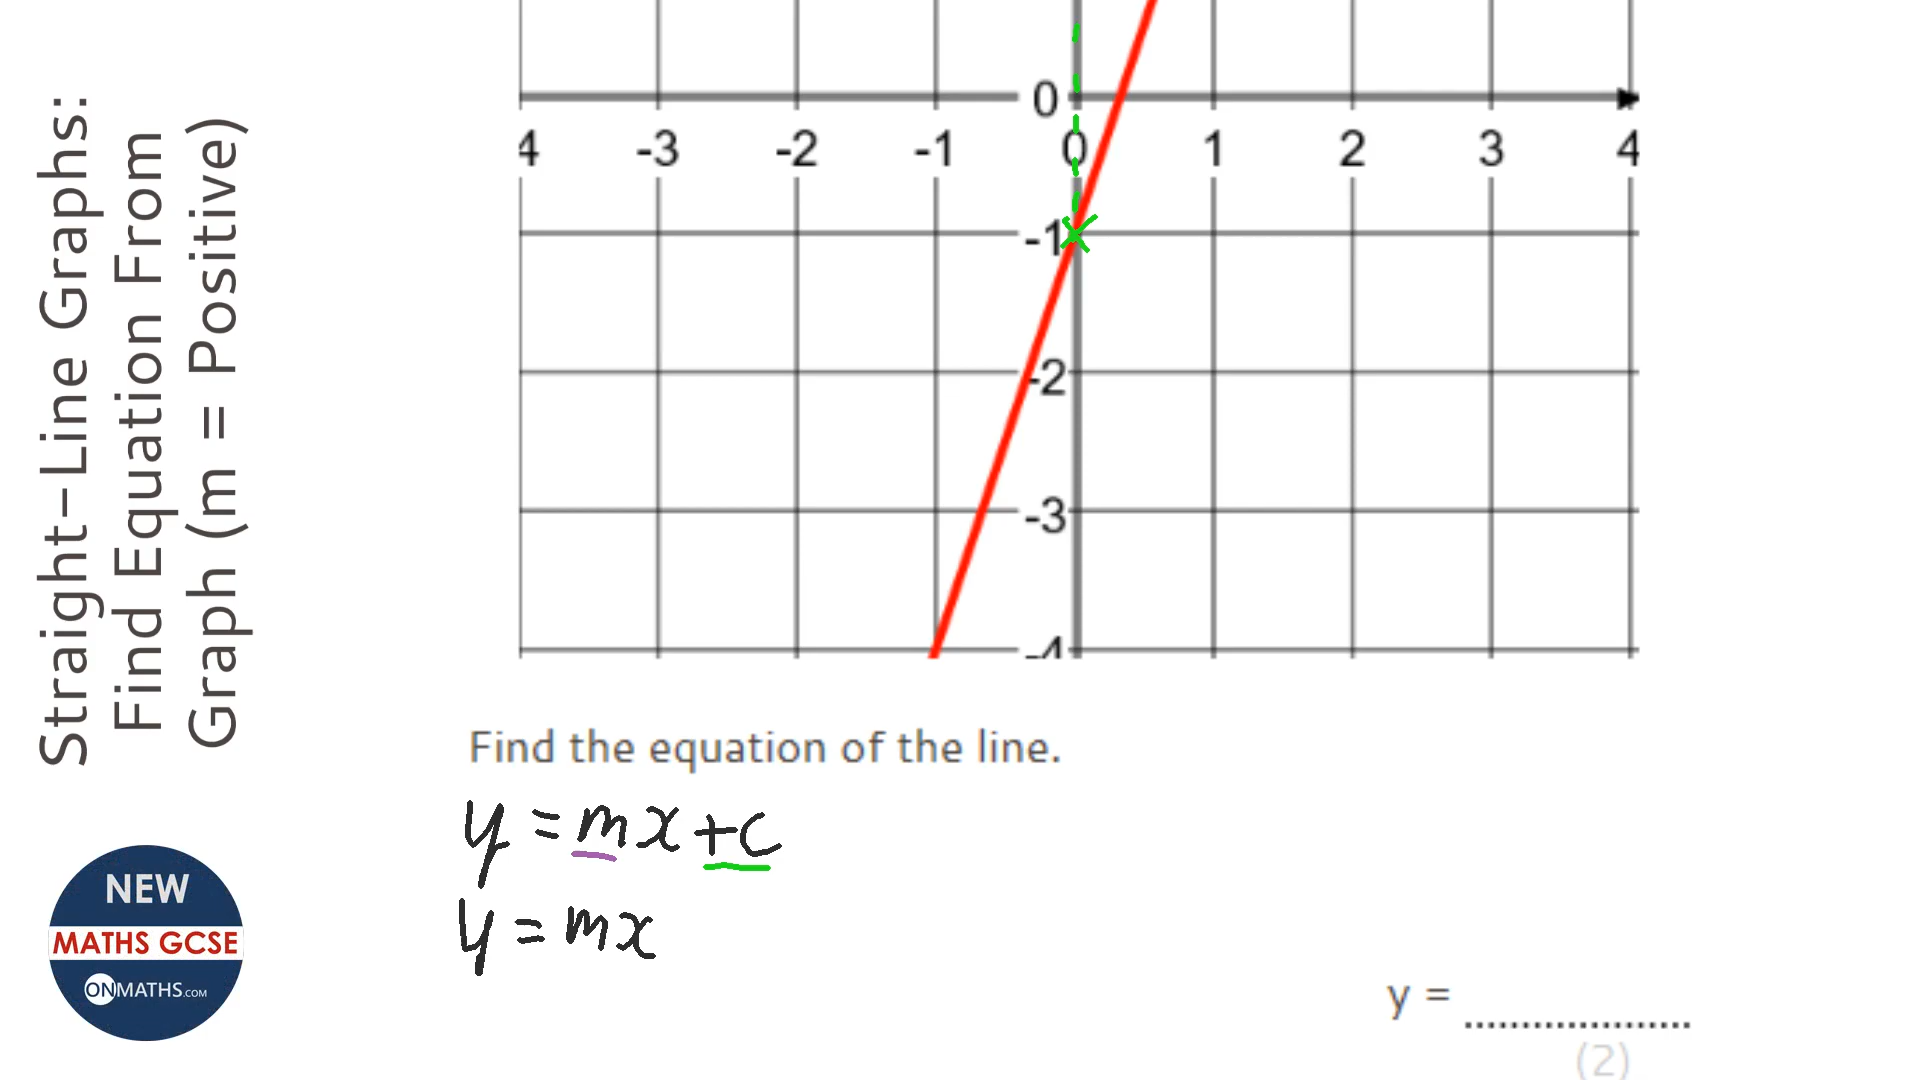 Straight-Line Graphs:
Find Equation From
Graph (m = Positive)
0
4 -3 -2 -1 0 1 2 3 4
-1
-2
-3
-4
Find the equation of the line.
y = mx + c
y = mx
y = ....................
(2)
NEW
MATHS GCSE
ONMATHS.COM